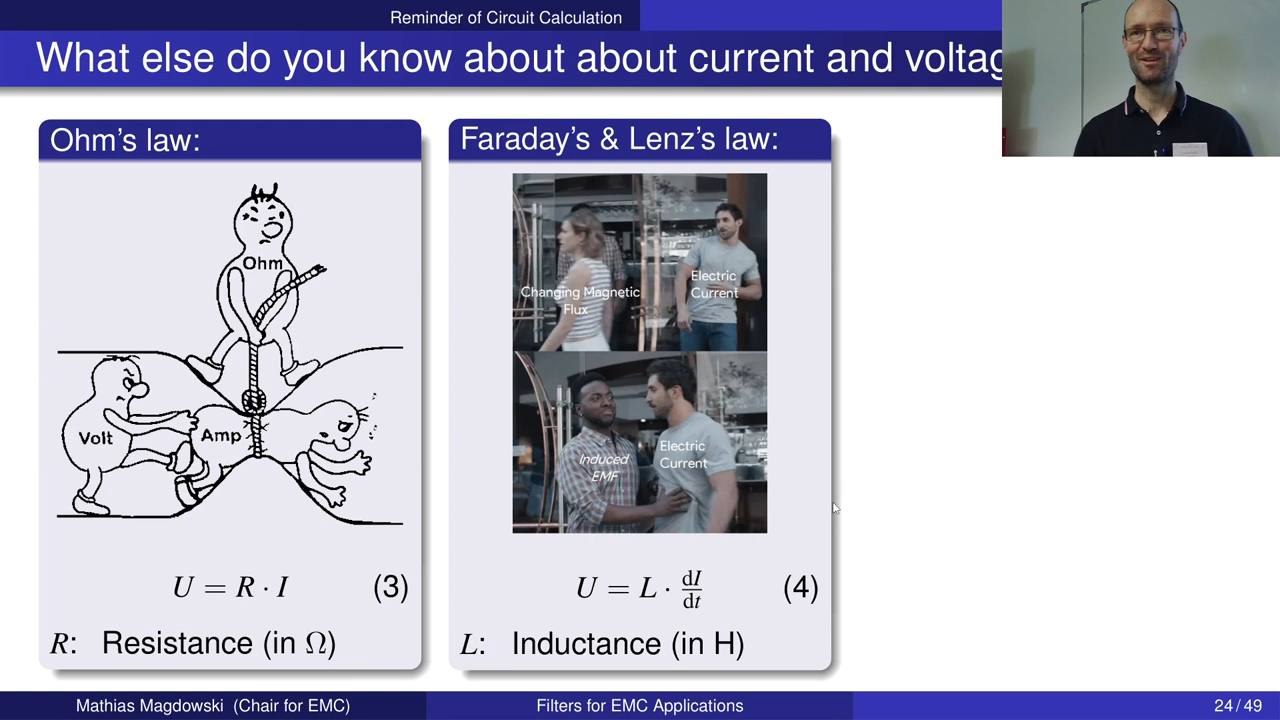 Reminder of Circuit Calculation
What else do you know about about current and voltag
Ohm's law:
Ohm
Volt
Amp
U = R · I (3)
R: Resistance (in Ω)
Faraday's & Lenz's law:
Changing Magnetic
Flux
Electric
Current
Induced
EMF
Electric
Current
U = L · dI/dt (4)
L: Inductance (in H)
Mathias Magdowski (Chair for EMC)
Filters for EMC Applications
24 / 49